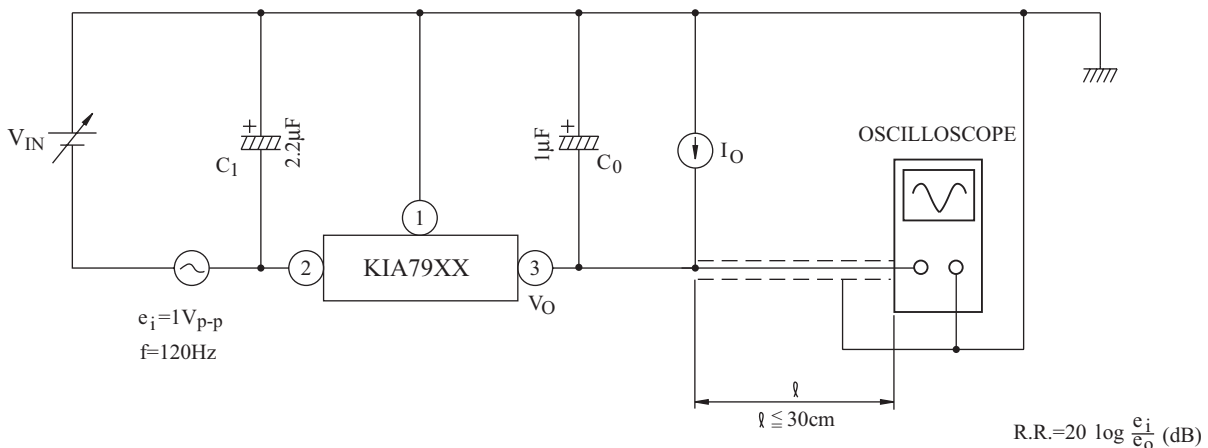 V_IN
+
C_1
2.2μF
1
+
1μF
C_0
I_O
OSCILLOSCOPE
2
KIA79XX
3
V_O
e_i=1V_p-p
f=120Hz
ℓ
ℓ ≦ 30cm
R.R.=20 log e_i/e_o (dB)